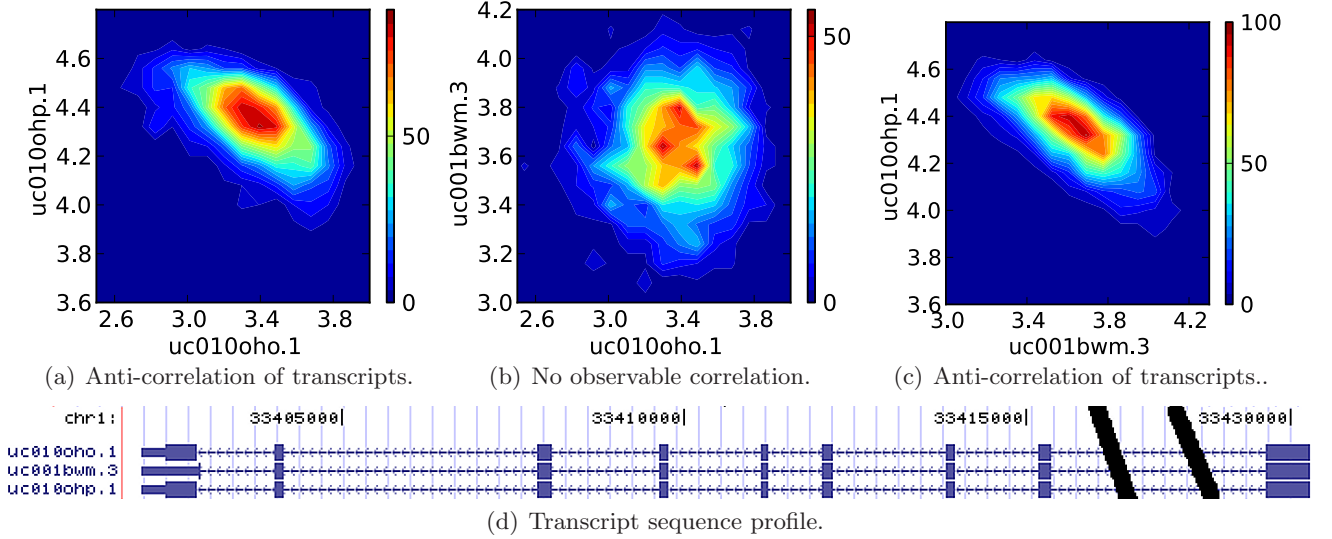 4.6
4.4
4.2
4.0
3.8
3.6
uc010ohp.1
2.6 3.0 3.4 3.8
uc010oho.1
50
0
(a) Anti-correlation of transcripts.
4.2
4.0
3.8
3.6
3.4
3.2
3.0
uc001bwm.3
2.6 3.0 3.4 3.8
uc010oho.1
50
0
(b) No observable correlation.
4.6
4.4
4.2
4.0
3.8
3.6
uc010ohp.1
3.0 3.4 3.8 4.2
uc001bwm.3
100
50
0
(c) Anti-correlation of transcripts..
chr1: 33405000| 33410000| 33415000| 33430000|
uc010oho.1
uc001bwm.3
uc010ohp.1
(d) Transcript sequence profile.